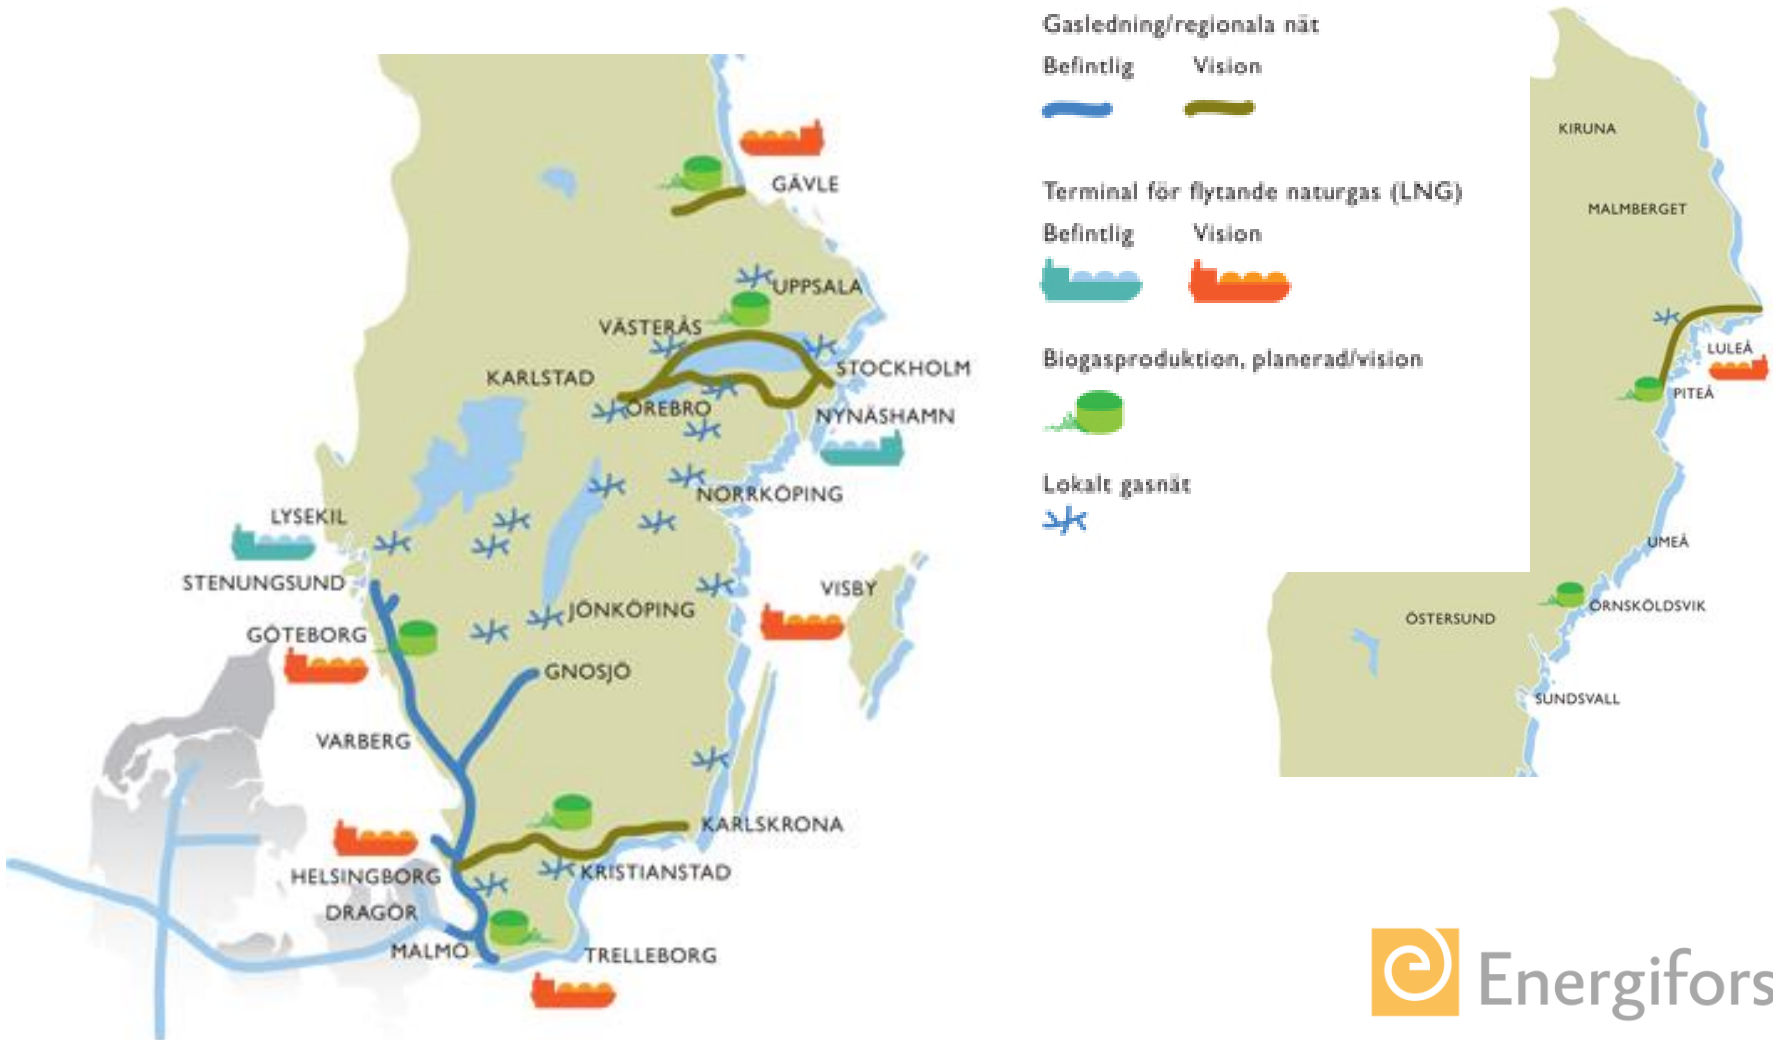 Gasledning/regionala nät
Befintlig Vision
Terminal för flytande naturgas (LNG)
Befintlig Vision
Biogasproduktion, planerad/vision
Lokalt gasnät
GÄVLE
UPPSALA
VÄSTERÅS
STOCKHOLM
KARLSTAD
ÖREBRO
NYNÄSHAMN
NORRKÖPING
LYSEKIL
STENUNGSUND
VISBY
JÖNKÖPING
GÖTEBORG
GNOSJÖ
VARBERG
KARLSKRONA
HELSINGBORG
KRISTIANSTAD
DRAGÖR
MALMÖ
TRELLEBORG
KIRUNA
MALMBERGET
LULEÅ
PITEÅ
UMEÅ
ÖRNSKÖLDSVIK
ÖSTERSUND
SUNDSVALL
Energifors